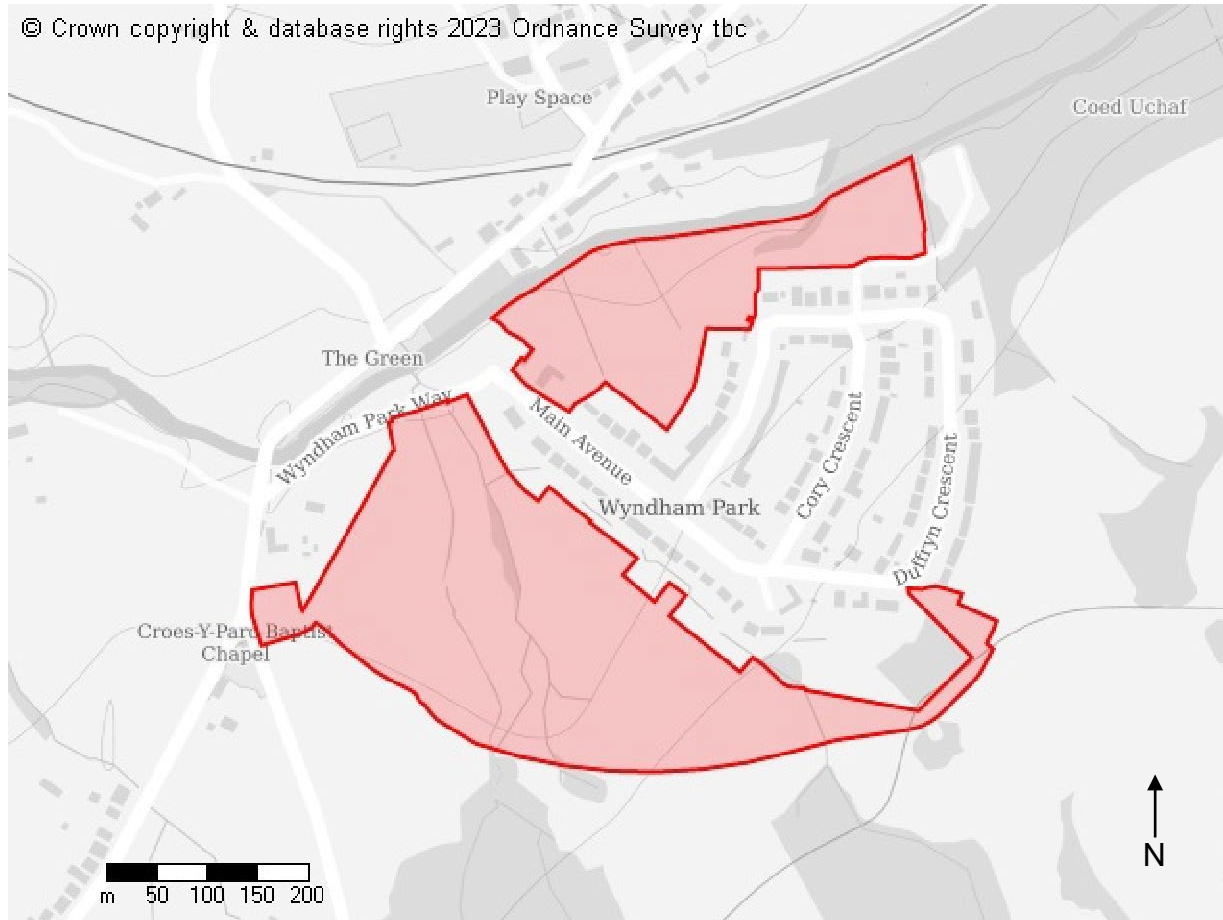 © Crown copyright & database rights 2023 Ordnance Survey tbc
Play Space
Coed Uchaf
The Green
Wyndham Park Way
Main Avenue
Wyndham Park
Cory Crescent
Duffryn Crescent
Croes-Y-Parc Baptist
Chapel
m 50 100 150 200
N